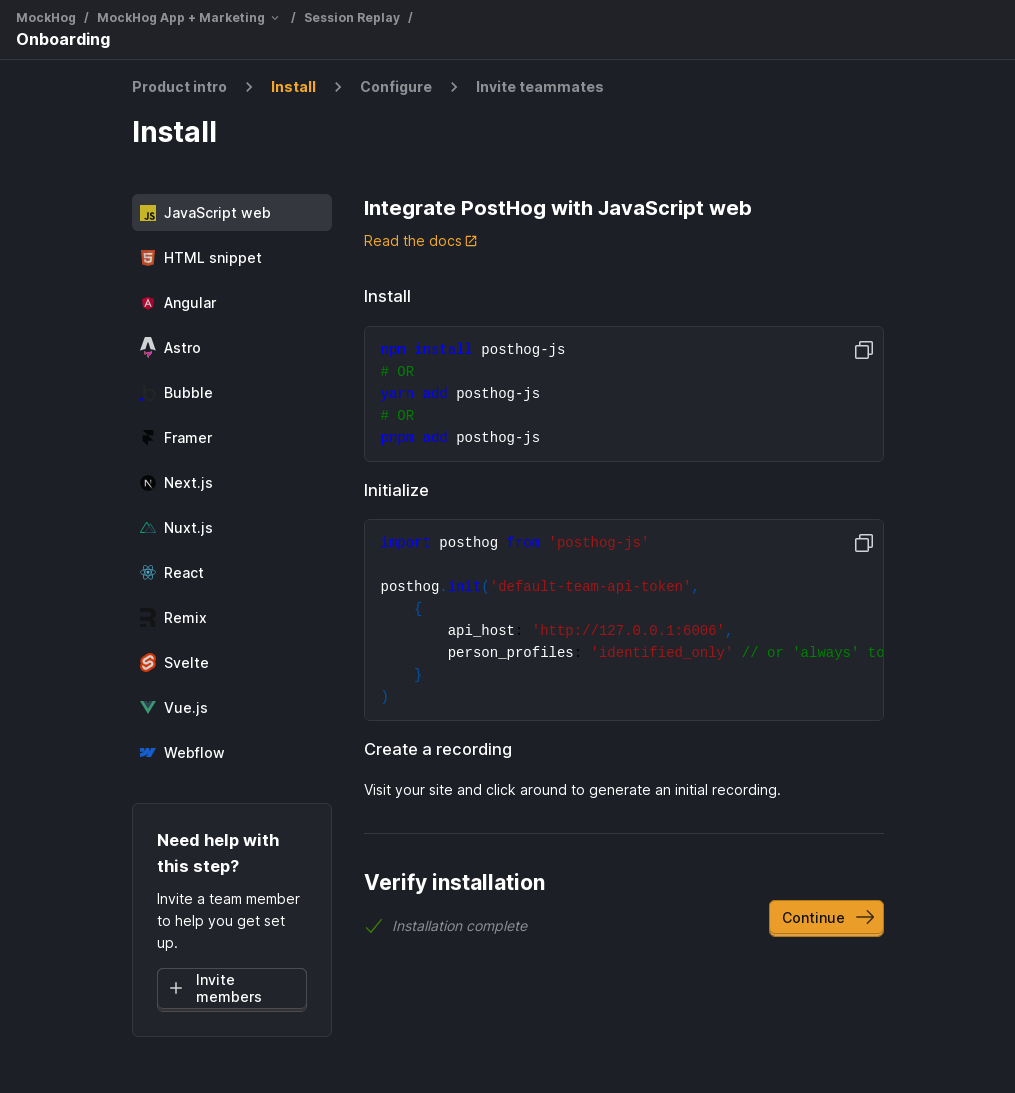 MockHog / MockHog App + Marketing / Session Replay /
Onboarding
Product intro > Install > Configure > Invite teammates
Install
JavaScript web
HTML snippet
Angular
Astro
Bubble
Framer
Next.js
Nuxt.js
React
Remix
Svelte
Vue.js
Webflow
Need help with
this step?
Invite a team member
to help you get set
up.
Invite
members
Integrate PostHog with JavaScript web
Read the docs
Install
npm install posthog-js
# OR
yarn add posthog-js
# OR
pnpm add posthog-js
Initialize
import posthog from 'posthog-js'
posthog.init('default-team-api-token',
{
api_host: 'http://127.0.0.1:6006',
person_profiles: 'identified_only' // or 'always' to
}
)
Create a recording
Visit your site and click around to generate an initial recording.
Verify installation
Installation complete
Continue